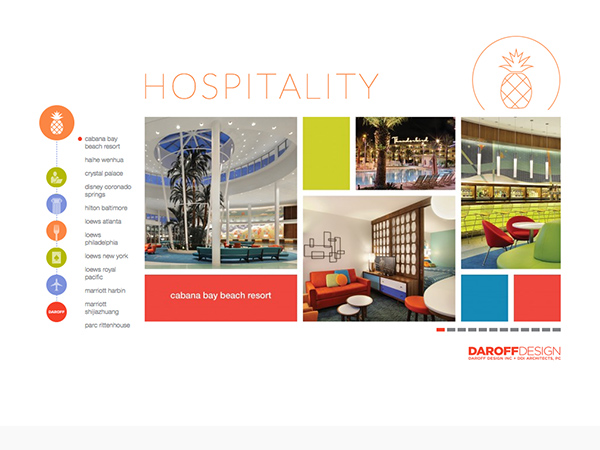 HOSPITALITY
cabana bay
beach resort
haihe wenhua
crystal palace
disney coronado
springs
hilton baltimore
loews atlanta
loews
philadelphia
loews new york
loews royal
pacific
marriott harbin
marriott
shijiazhuang
parc rittenhouse
DAROFF
Thunderbird
cabana bay beach resort
DAROFFDESIGN
DAROFF DESIGN INC + DDI ARCHITECTS, PC